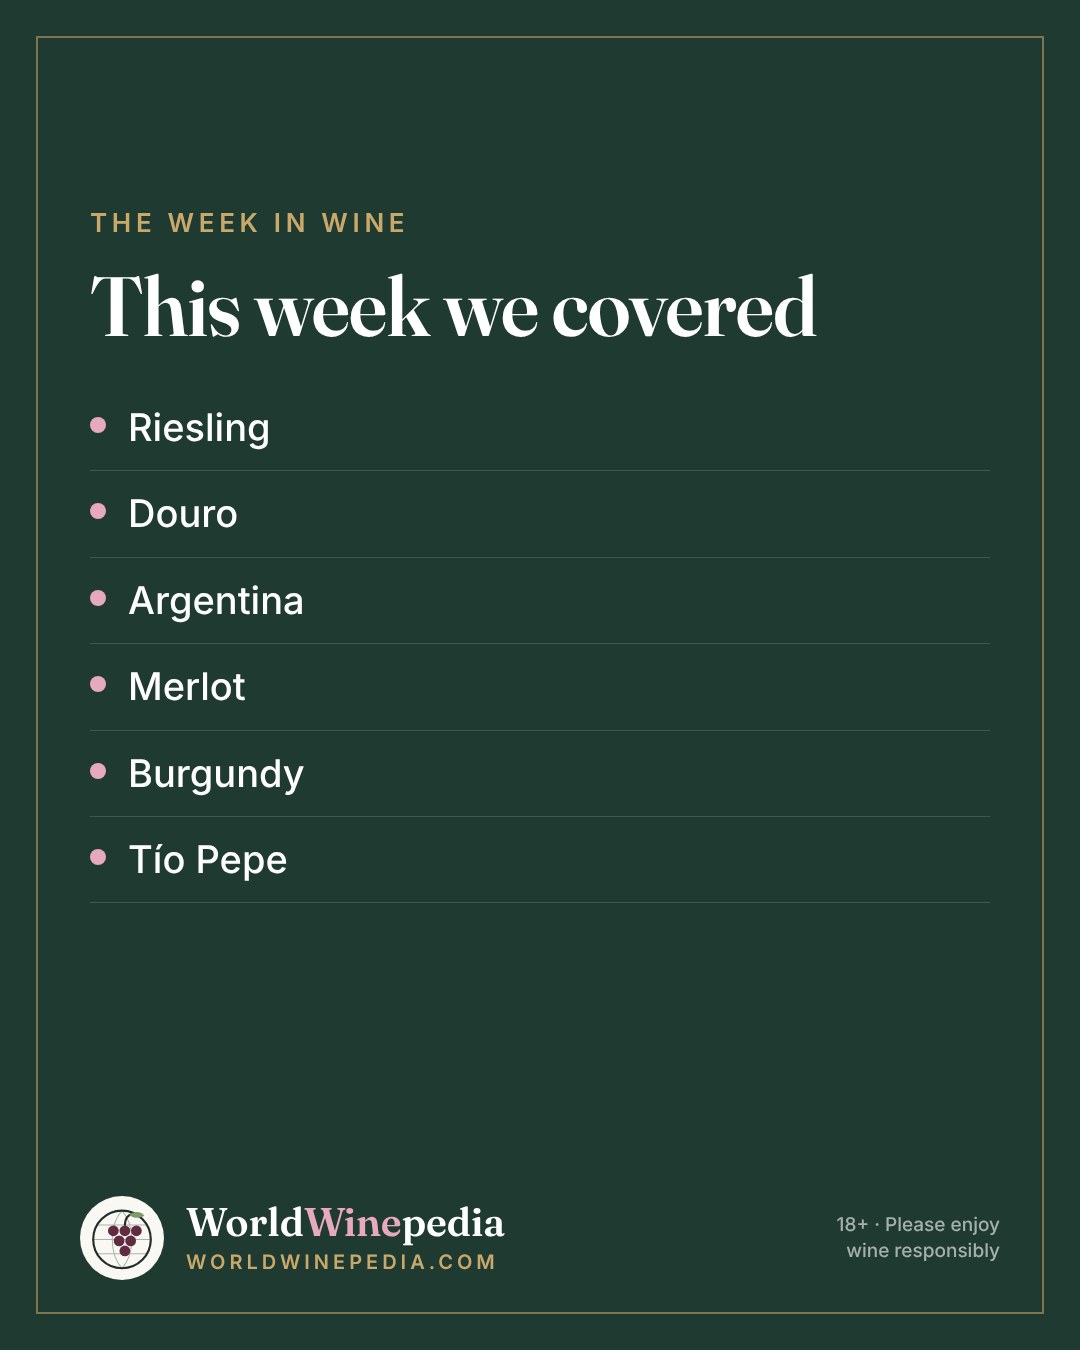 THE WEEK IN WINE
This week we covered
Riesling
Douro
Argentina
Merlot
Burgundy
Tío Pepe
WorldWinepedia
WORLDWINEPEDIA.COM
18+ · Please enjoy
wine responsibly